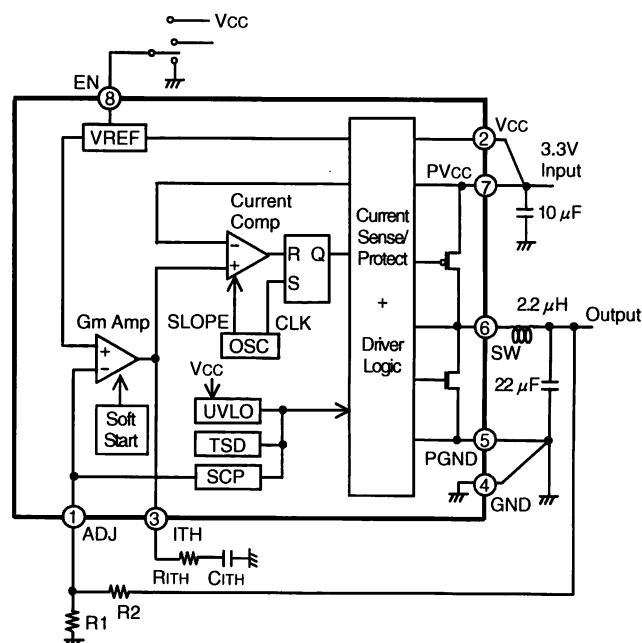 VCC
EN
8
VREF
2
VCC
3.3V
Input
PVCC
7
10 μF
Current
Comp
Current
Sense/
Protect
+
Driver
Logic
−
+
R Q
S
SLOPE
CLK
OSC
2.2 μH
Output
6
SW
Gm Amp
+
−
VCC
22 μF
Soft
Start
UVLO
TSD
SCP
5
PGND
4
GND
1
ADJ
3
ITH
RITH
CITH
R2
R1